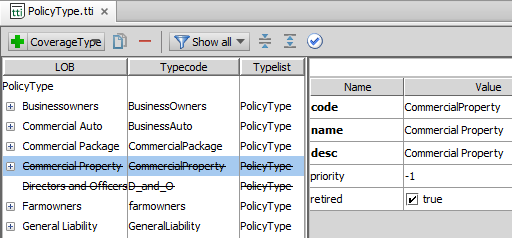 tti PolicyType.tti ×
CoverageType Show all
LOB Typecode Typelist
PolicyType
Businessowners BusinessOwners PolicyType
Commercial Auto BusinessAuto PolicyType
Commercial Package CommercialPackage PolicyType
Commercial Property CommercialProperty PolicyType
Directors and Officers D_and_O PolicyType
Farmowners farmowners PolicyType
General Liability GeneralLiability PolicyType
Name Value
code CommercialProperty
name Commercial Property
desc Commercial Property
priority -1
retired true